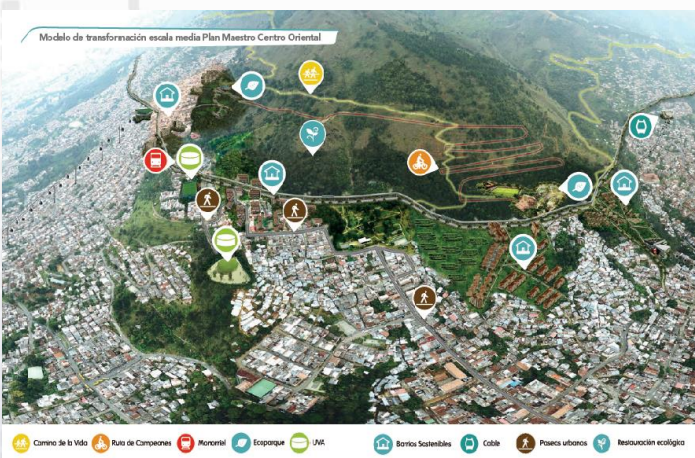 Modelo de transformación escala media Plan Maestro Centro Oriental
Camino de la Vida Ruta de Campeones Monorriel Ecoparque UVA Barrios Sostenibles Cable Paseos urbanos Restauración ecológica